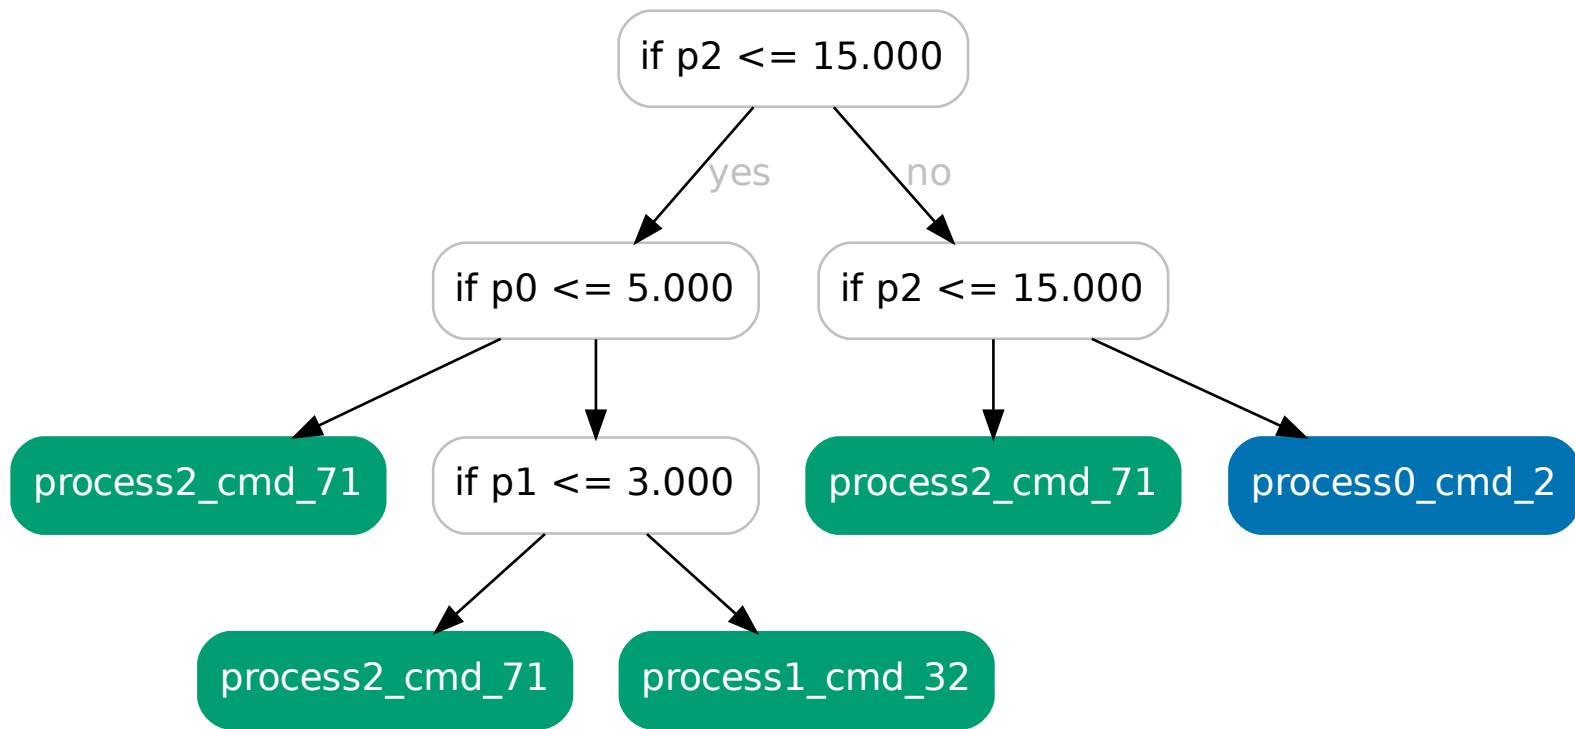 if p2 <= 15.000
yes
no
if p0 <= 5.000
if p2 <= 15.000
process2_cmd_71
if p1 <= 3.000
process2_cmd_71
process0_cmd_2
process2_cmd_71
process1_cmd_32